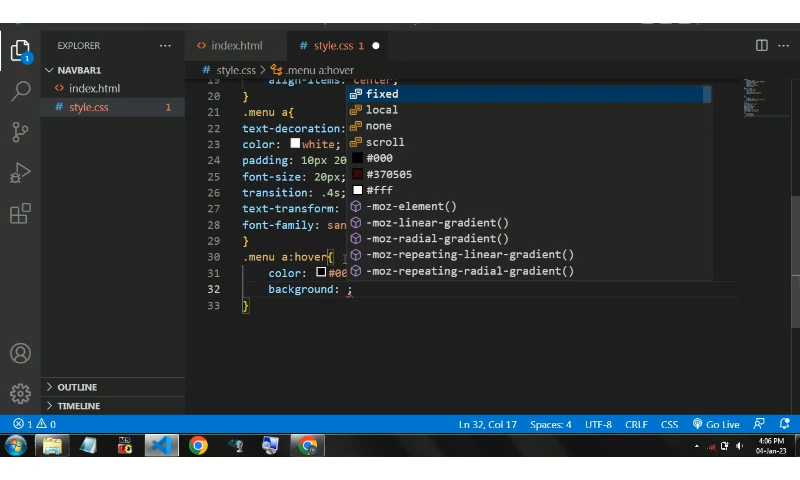 EXPLORER
index.html
# style.css 1
NAVBAR1
# style.css > .menu a:hover
index.html
# style.css 1
19 align-items: center;
20 }
21 .menu a{
22 text-decoration:
23 color: white;
24 padding: 10px 20
25 font-size: 20px;
26 transition: .4s;
27 text-transform:
28 font-family: san
29 }
30 .menu a:hover{
31 color: #00
32 background: ;
33 }
fixed
local
none
scroll
#000
#370505
#fff
-moz-element()
-moz-linear-gradient()
-moz-radial-gradient()
-moz-repeating-linear-gradient()
-moz-repeating-radial-gradient()
1
OUTLINE
TIMELINE
1 0 Ln 32, Col 17 Spaces: 4 UTF-8 CRLF CSS Go Live
4:06 PM
04-Jan-23